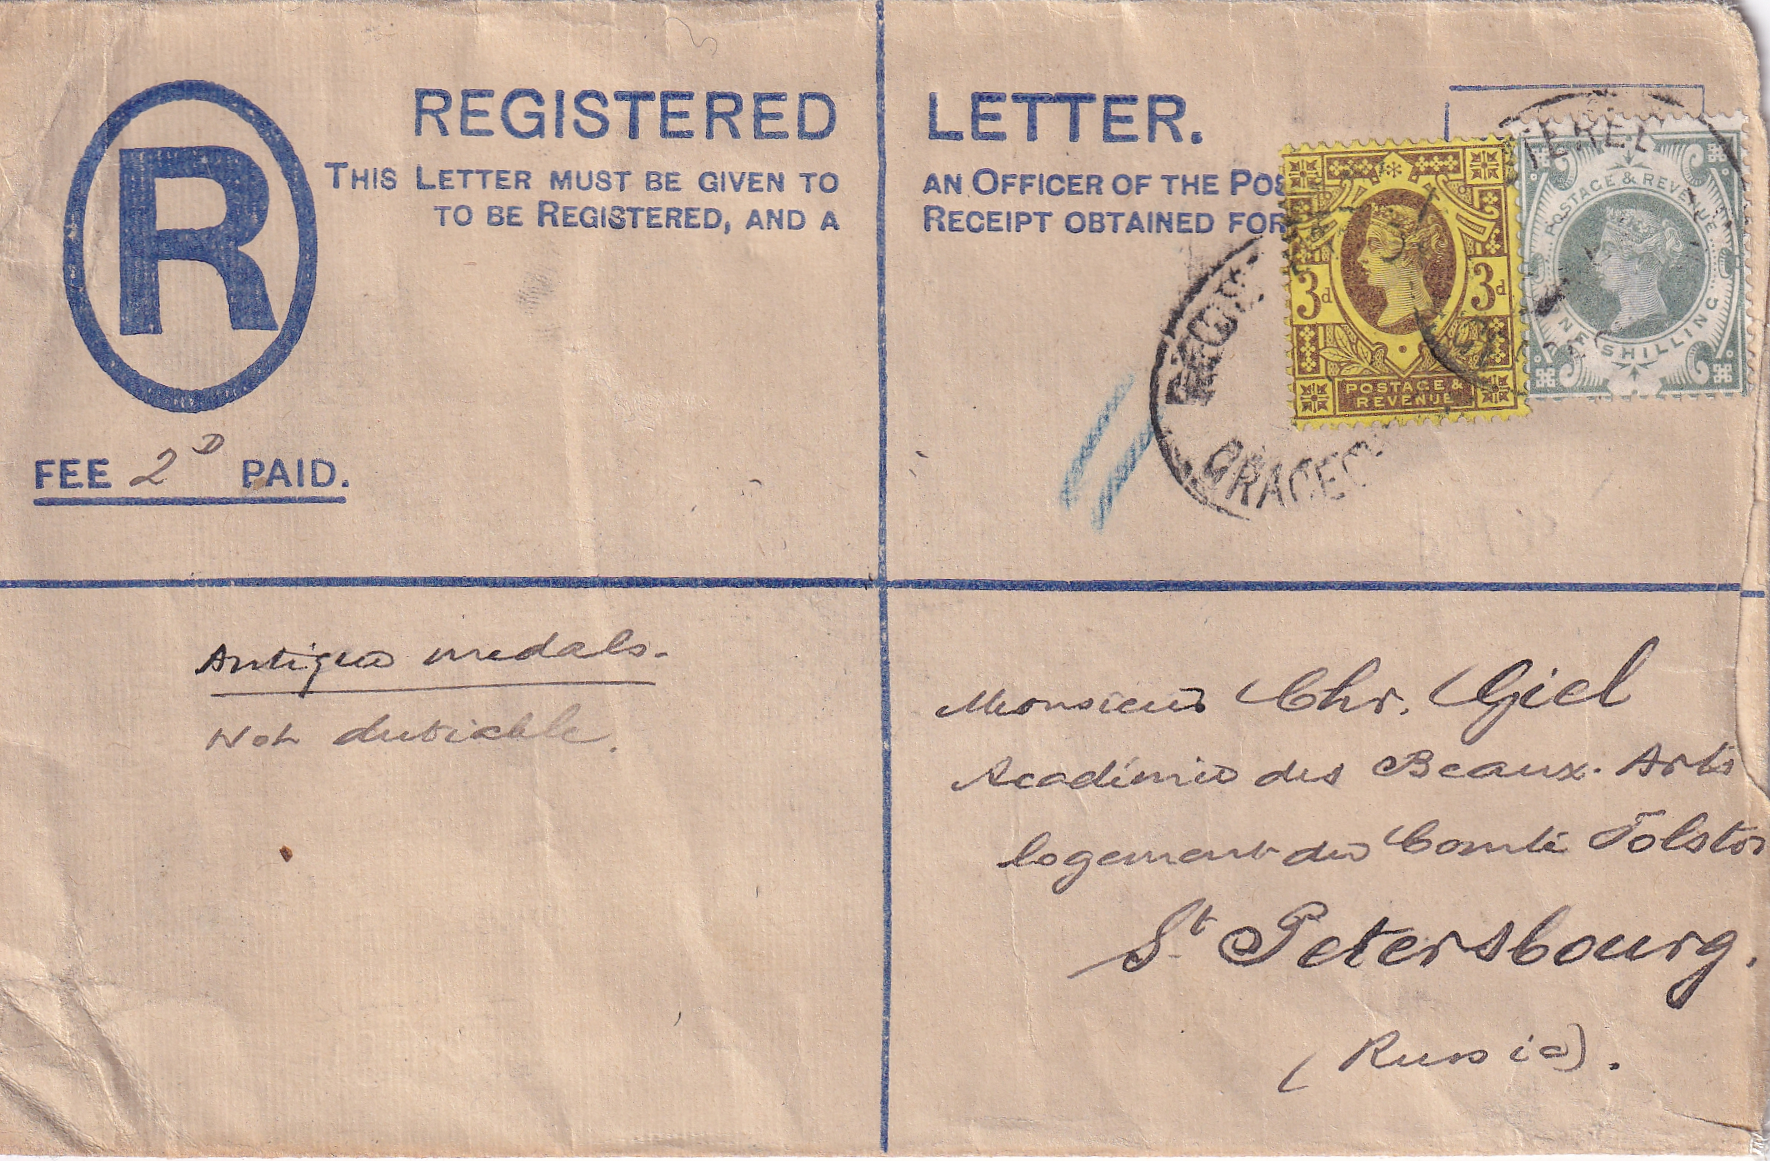 REGISTERED LETTER.
THIS LETTER MUST BE GIVEN TO AN OFFICER OF THE POS
TO BE REGISTERED, AND A RECEIPT OBTAINED FOR
R
FEE 2D PAID.
3d 3d
POSTAGE &
REVENUE
POSTAGE & REVENUE
ONE SHILLING
GRACEC
Antique medals.
Not dutiable.
Monsieur Chr. Giel
Académie des Beaux-Arts
logement du Comte Tolstoi
St Petersbourg.
(Russia).